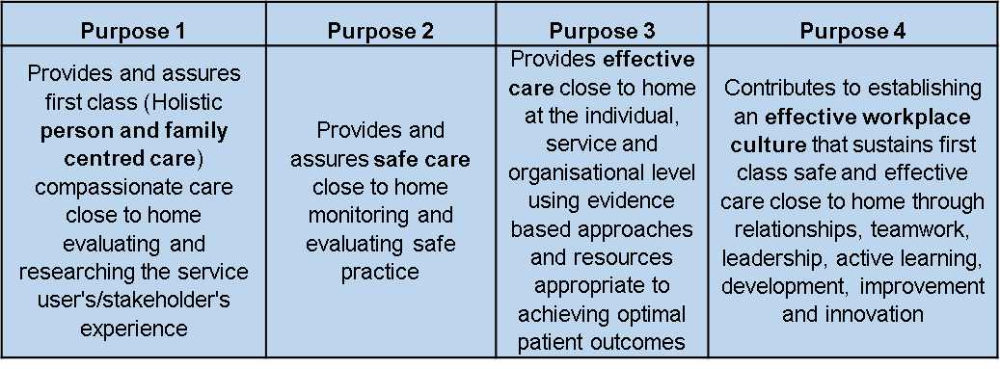 Purpose 1
Purpose 2
Purpose 3
Purpose 4
Provides and assures
first class (Holistic
person and family
centred care)
compassionate care
close to home
evaluating and
researching the service
user's/stakeholder's
experience
Provides and
assures safe care
close to home
monitoring and
evaluating safe
practice
Provides effective
care close to home
at the individual,
service and
organisational level
using evidence
based approaches
and resources
appropriate to
achieving optimal
patient outcomes
Contributes to establishing
an effective workplace
culture that sustains first
class safe and effective
care close to home through
relationships, teamwork,
leadership, active learning,
development, improvement
and innovation